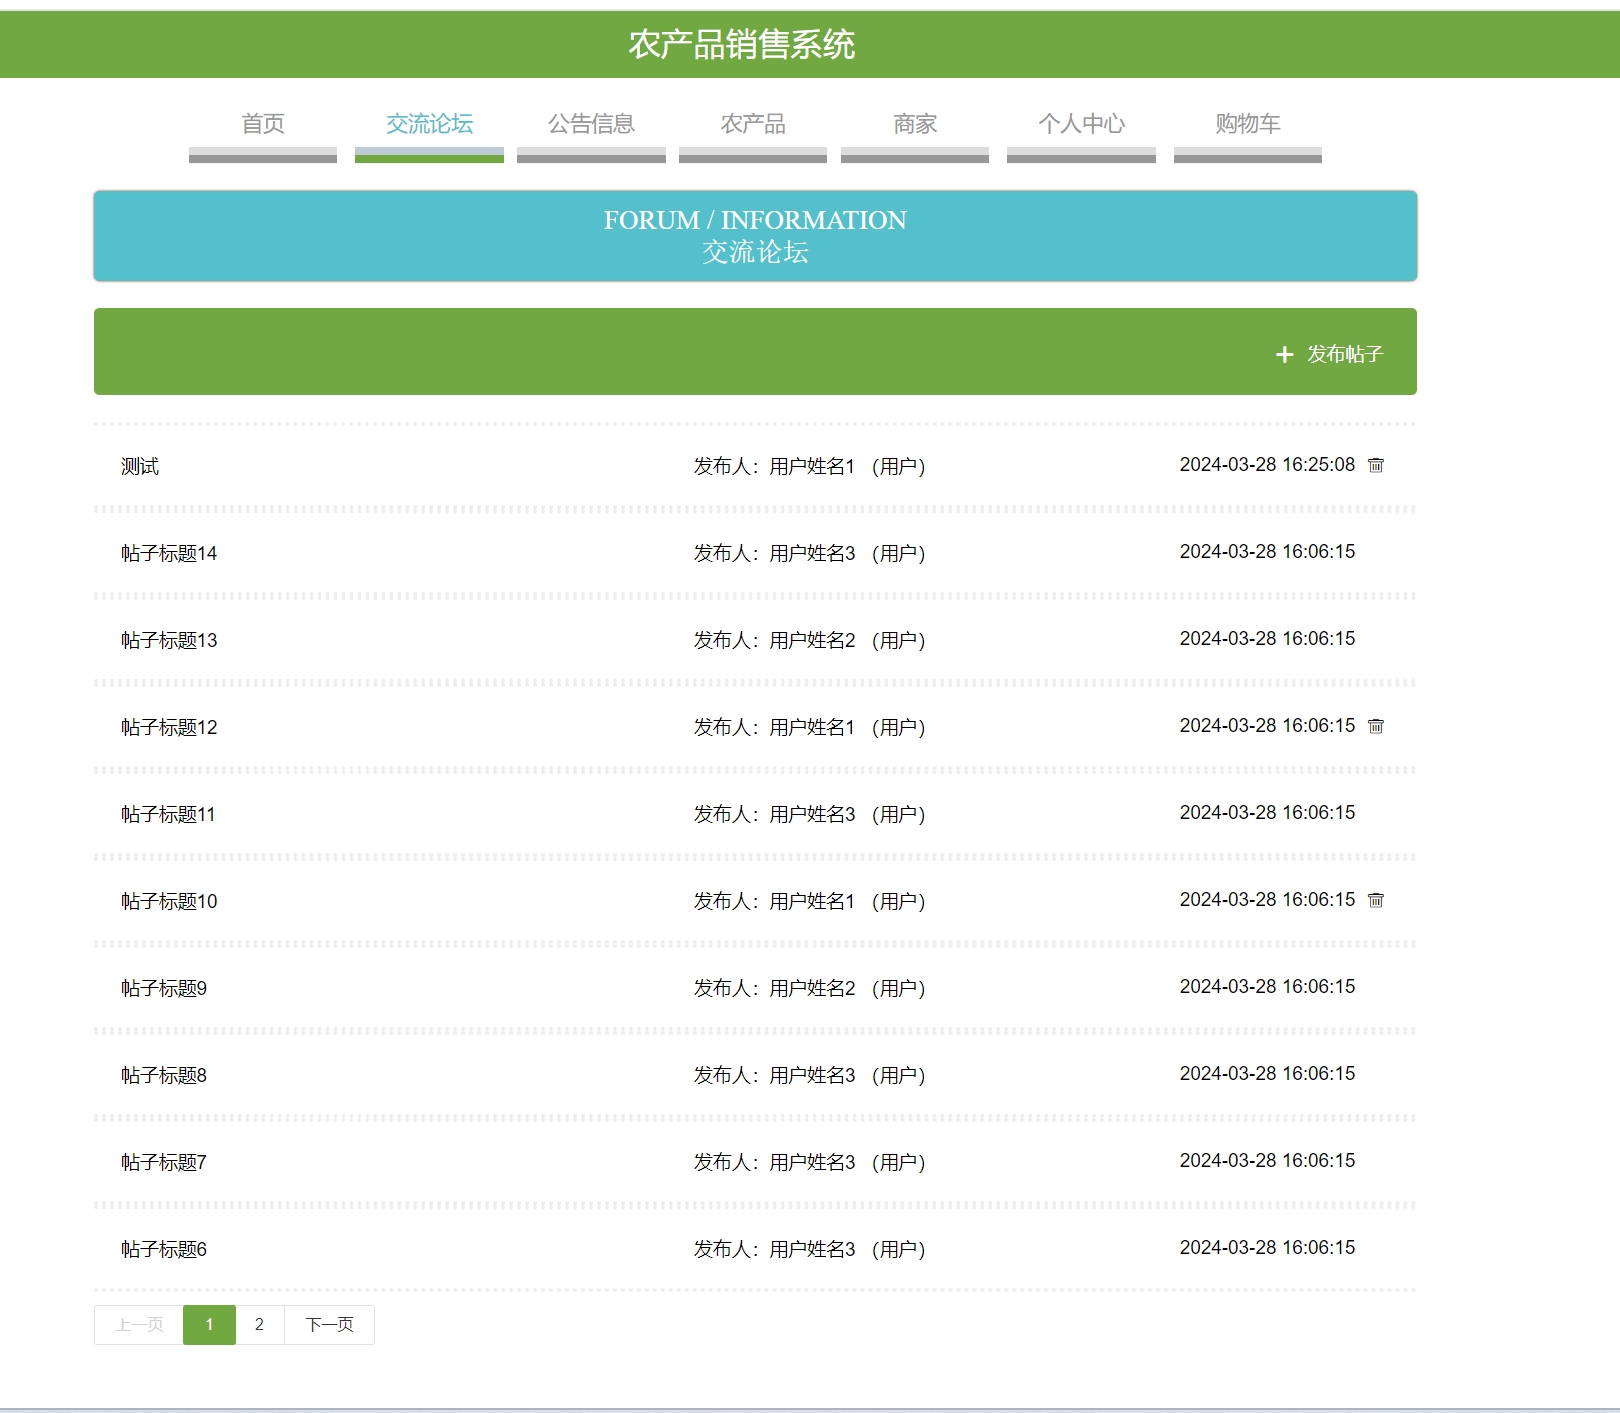 农产品销售系统
首页 交流论坛 公告信息 农产品 商家 个人中心 购物车
FORUM / INFORMATION
交流论坛
+ 发布帖子
测试 发布人：用户姓名1 （用户） 2024-03-28 16:25:08
帖子标题14 发布人：用户姓名3 （用户） 2024-03-28 16:06:15
帖子标题13 发布人：用户姓名2 （用户） 2024-03-28 16:06:15
帖子标题12 发布人：用户姓名1 （用户） 2024-03-28 16:06:15
帖子标题11 发布人：用户姓名3 （用户） 2024-03-28 16:06:15
帖子标题10 发布人：用户姓名1 （用户） 2024-03-28 16:06:15
帖子标题9 发布人：用户姓名2 （用户） 2024-03-28 16:06:15
帖子标题8 发布人：用户姓名3 （用户） 2024-03-28 16:06:15
帖子标题7 发布人：用户姓名3 （用户） 2024-03-28 16:06:15
帖子标题6 发布人：用户姓名3 （用户） 2024-03-28 16:06:15
上一页 1 2 下一页